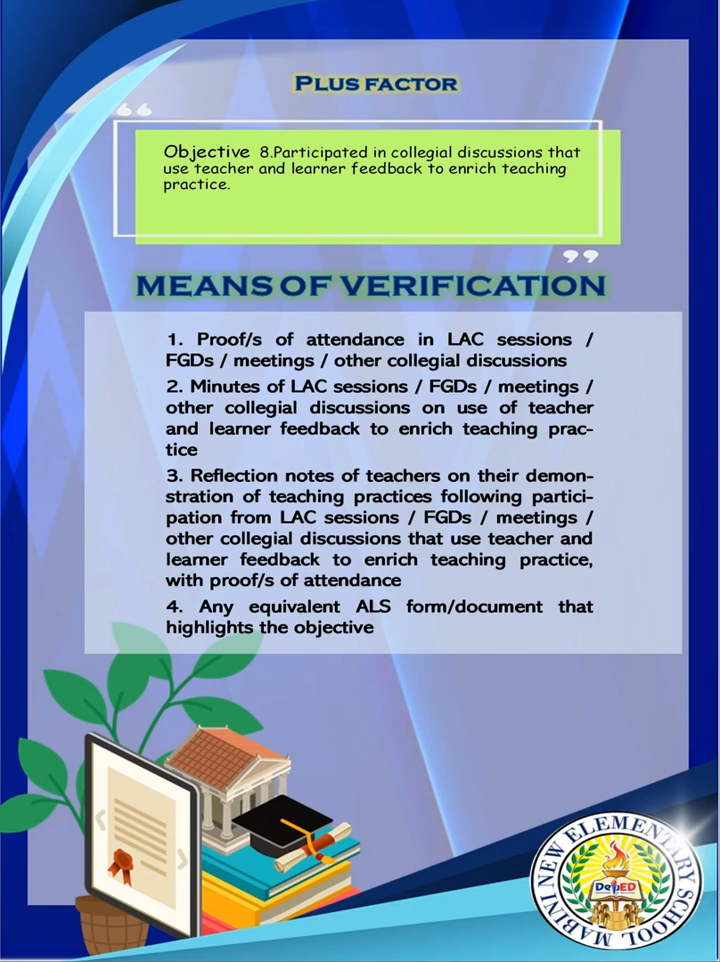 PLUS FACTOR
Objective 8.Participated in collegial discussions that
use teacher and learner feedback to enrich teaching
practice.
MEANS OF VERIFICATION
1. Proof/s of attendance in LAC sessions /
FGDs / meetings / other collegial discussions
2. Minutes of LAC sessions / FGDs / meetings /
other collegial discussions on use of teacher
and learner feedback to enrich teaching prac-
tice
3. Reflection notes of teachers on their demon-
stration of teaching practices following partici-
pation from LAC sessions / FGDs / meetings /
other collegial discussions that use teacher and
learner feedback to enrich teaching practice,
with proof/s of attendance
4. Any equivalent ALS form/document that
highlights the objective
MABINI NEW ELEMENTARY SCHOOL
DepED